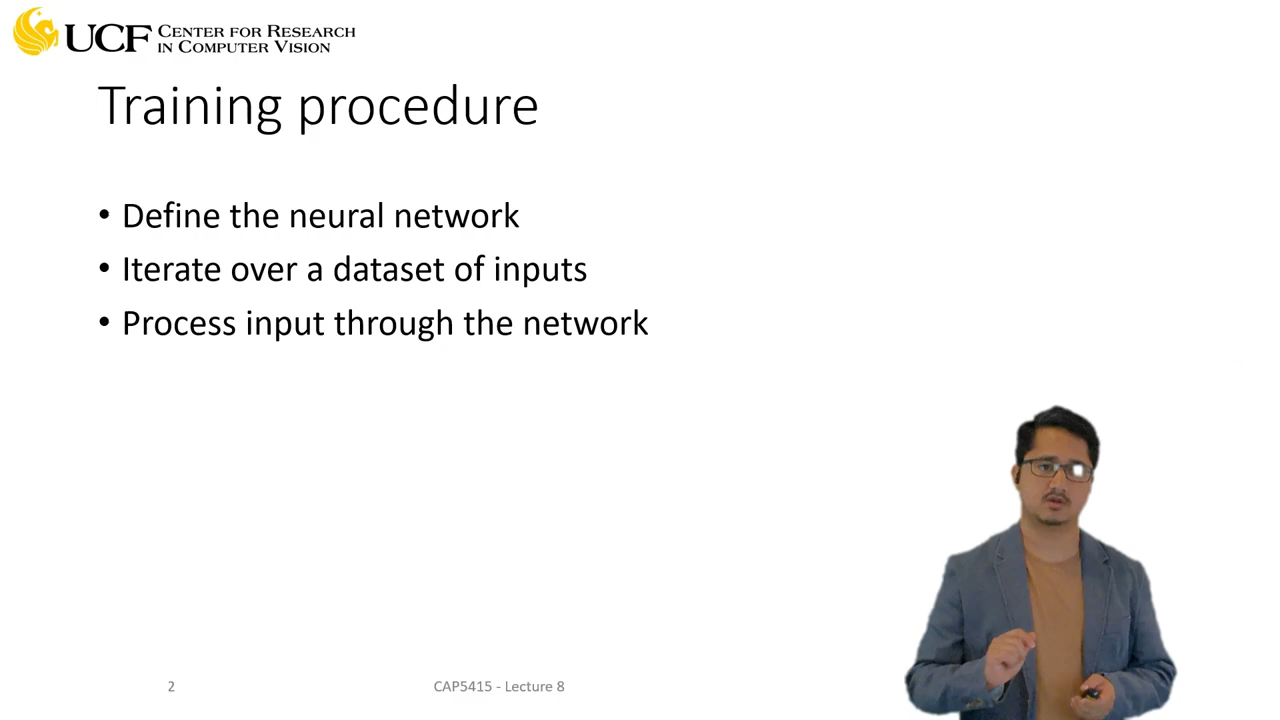 UCF CENTER FOR RESEARCH
IN COMPUTER VISION
Training procedure
• Define the neural network
• Iterate over a dataset of inputs
• Process input through the network
2
CAP5415 - Lecture 8